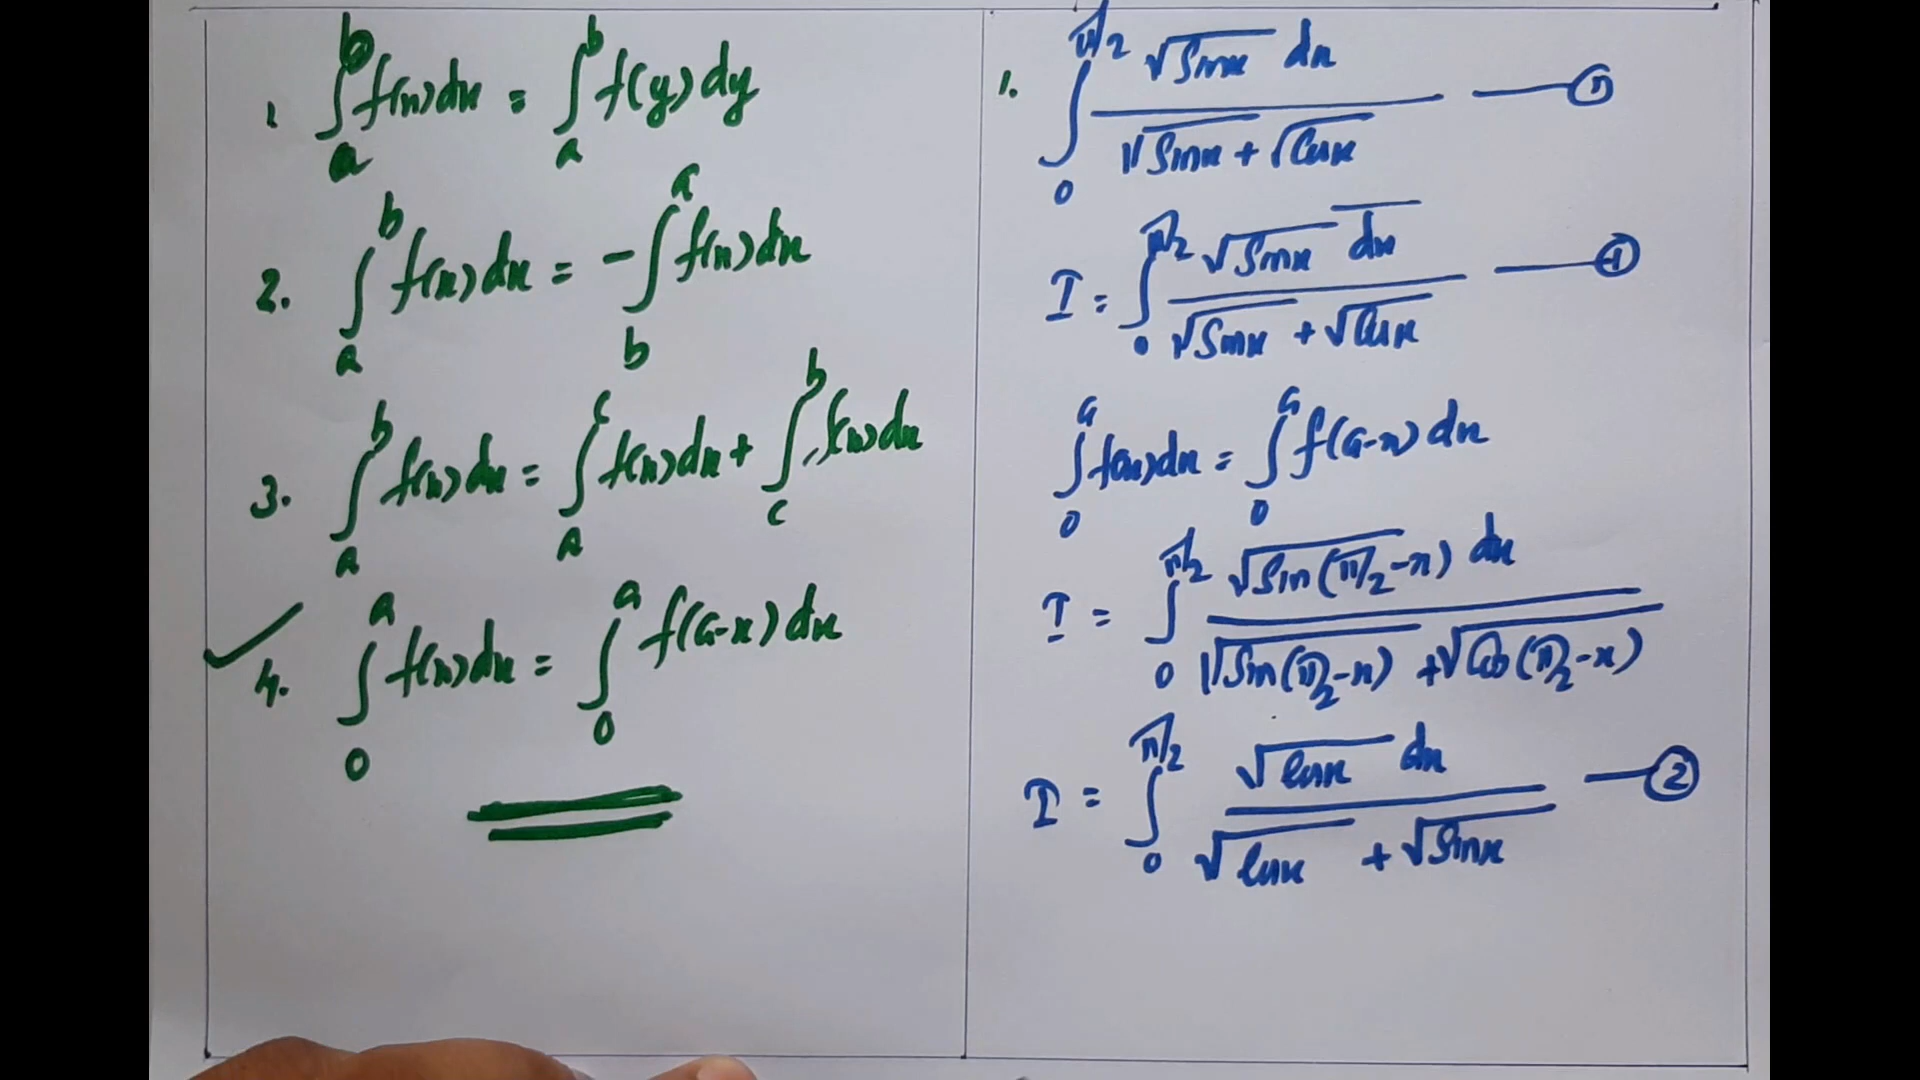 1. ∫_a^b f(x)dx = ∫_a^b f(y)dy
2. ∫_a^b f(x)dx = -∫_b^a f(x)dx
3. ∫_a^b f(x)dx = ∫_a^c f(x)dx + ∫_c^b f(x)dx
4. ∫_0^a f(x)dx = ∫_0^a f(a-x)dx
1. ∫_0^{π/2} √sinx dx / (√sinx + √cosx) — ①
I = ∫_0^{π/2} √sinx dx / (√sinx + √cosx) — ①
∫_0^a f(x)dx = ∫_0^a f(a-x)dx
I = ∫_0^{π/2} √sin(π/2-x) dx / (√sin(π/2-x) + √cos(π/2-x))
I = ∫_0^{π/2} √cosx dx / (√cosx + √sinx) — ②